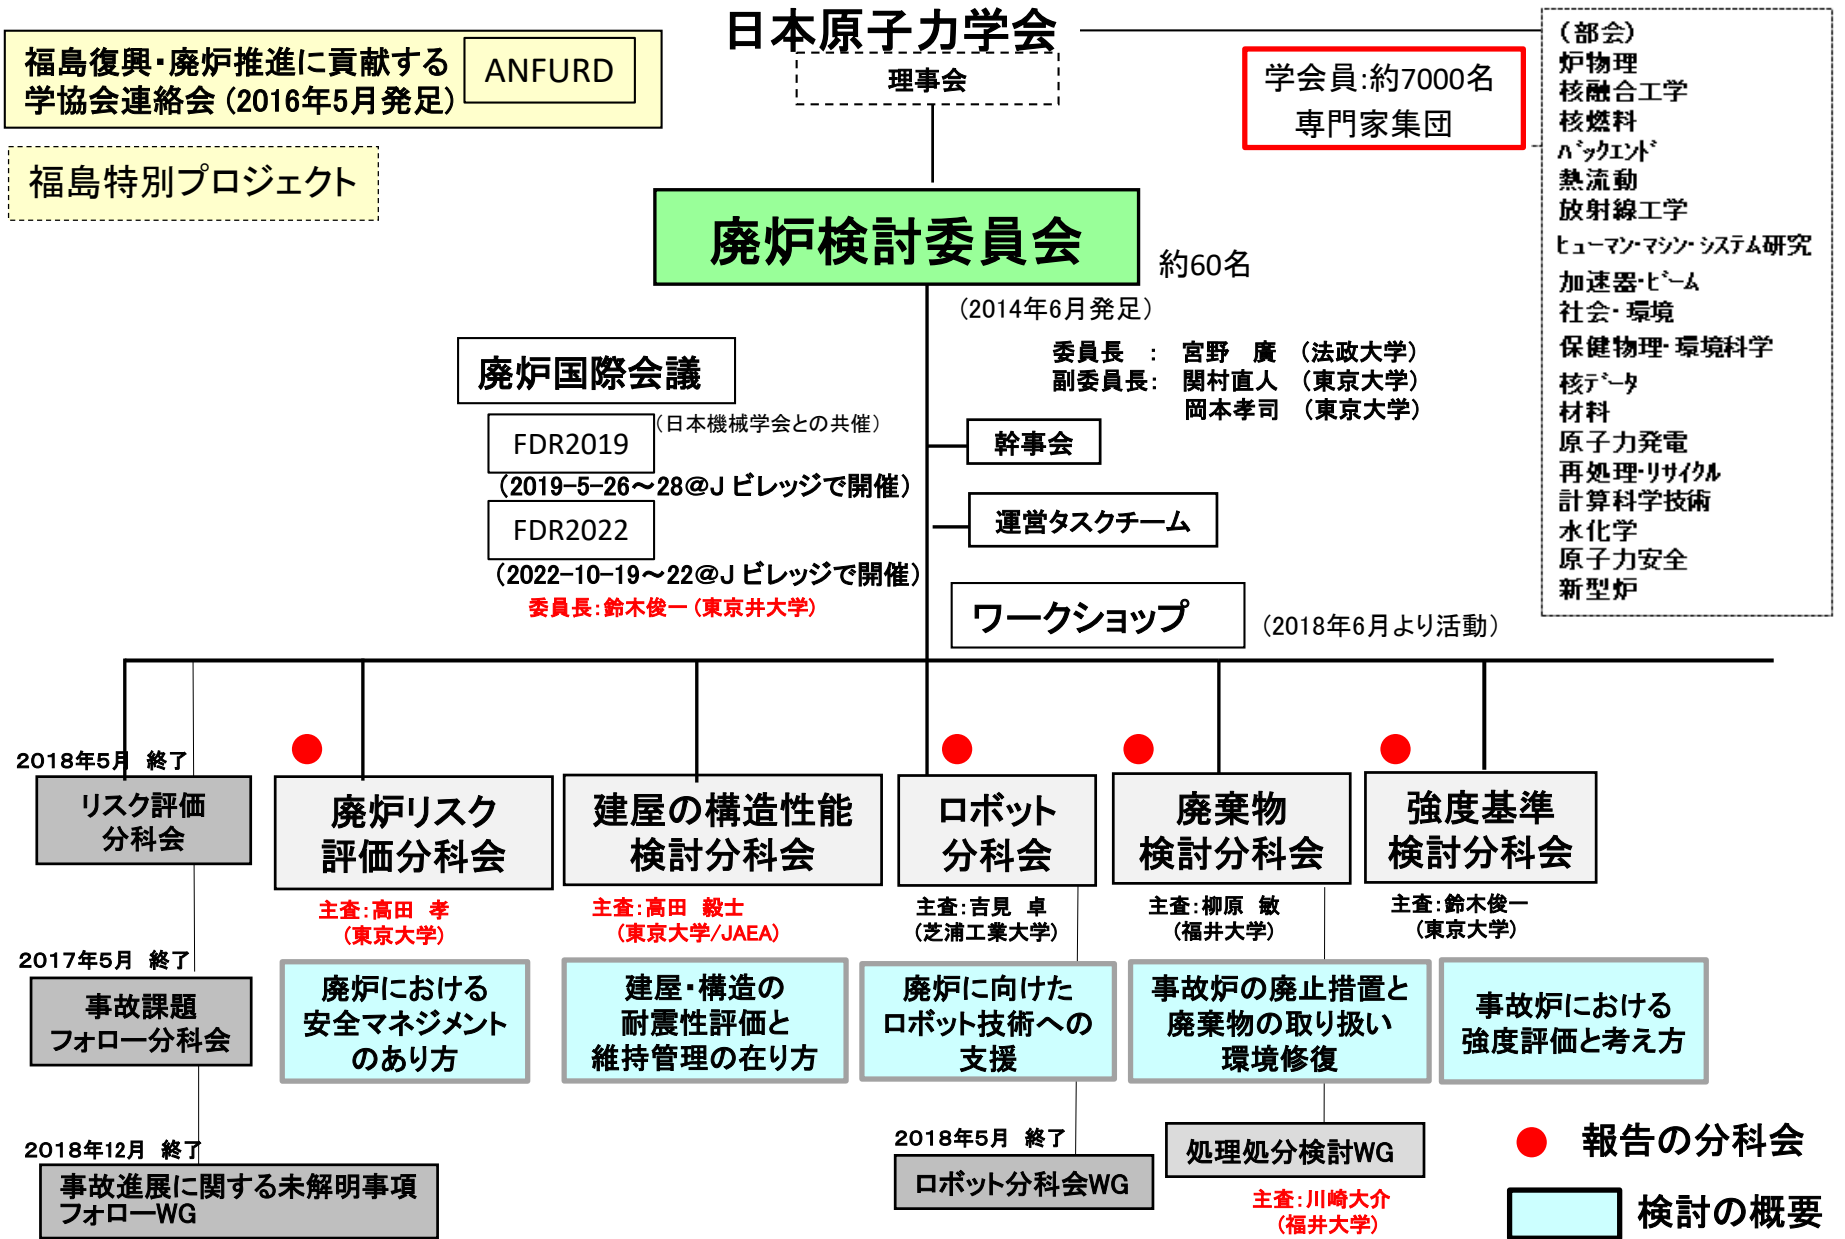 日本原子力学会
理事会
福島復興・廃炉推進に貢献する
学協会連絡会 (2016年5月発足)
ANFURD
福島特別プロジェクト
学会員:約7000名
専門家集団
（部会）
炉物理
核融合工学
核燃料
ﾊﾞｯｸｴﾝﾄﾞ
熱流動
放射線工学
ﾋｭｰﾏﾝ･ﾏｼﾝ･ｼｽﾃﾑ研究
加速器･ﾋﾞｰﾑ
社会・環境
保健物理・環境科学
核ﾃﾞｰﾀ
材料
原子力発電
再処理･ﾘｻｲｸﾙ
計算科学技術
水化学
原子力安全
新型炉
廃炉検討委員会
約60名
（2014年6月発足）
委員長　：　宮野　廣　（法政大学）
副委員長：　関村直人　（東京大学）
岡本孝司　（東京大学）
廃炉国際会議
（日本機械学会との共催）
FDR2019
（2019-5-26～28@J ビレッジで開催）
FDR2022
（2022-10-19～22@J ビレッジで開催）
委員長：鈴木俊一（東京井大学）
幹事会
運営タスクチーム
ワークショップ
（2018年6月より活動）
2018年5月　終了
リスク評価
分科会
廃炉リスク
評価分科会
建屋の構造性能
検討分科会
ロボット
分科会
廃棄物
検討分科会
強度基準
検討分科会
主査：高田　孝
（東京大学）
主査：高田　毅士
（東京大学/JAEA）
主査：吉見　卓
（芝浦工業大学）
主査：柳原　敏
（福井大学）
主査：鈴木俊一
（東京大学）
2017年5月　終了
事故課題
フォロー分科会
廃炉における
安全マネジメント
のあり方
建屋・構造の
耐震性評価と
維持管理の在り方
廃炉に向けた
ロボット技術への
支援
事故炉の廃止措置と
廃棄物の取り扱い
環境修復
事故炉における
強度評価と考え方
2018年12月　終了
事故進展に関する未解明事項
フォローWG
2018年5月　終了
ロボット分科会WG
処理処分検討WG
主査：川崎大介
（福井大学）
報告の分科会
検討の概要